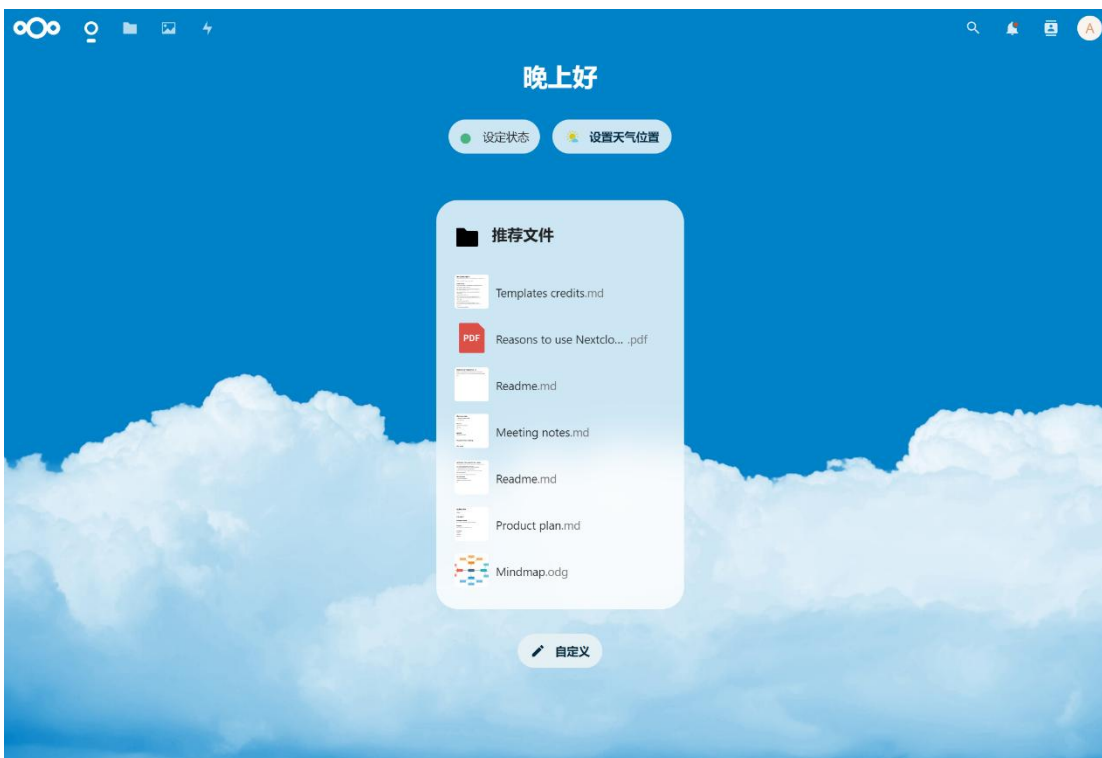 A
晚上好
设定状态
设置天气位置
推荐文件
Templates credits.md
PDF
Reasons to use Nextclo... .pdf
Readme.md
Meeting notes.md
Readme.md
Product plan.md
Mindmap.odg
自定义